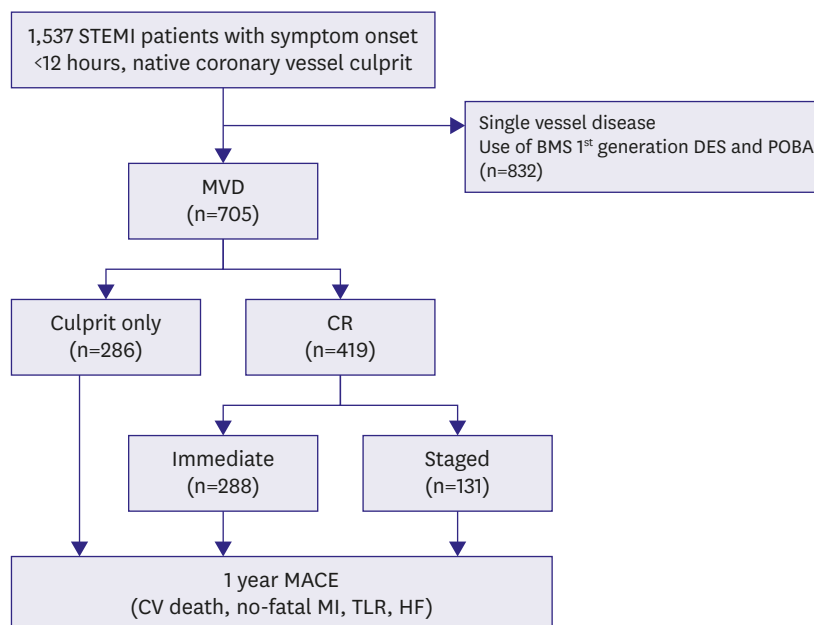 1,537 STEMI patients with symptom onset
<12 hours, native coronary vessel culprit
Single vessel disease
Use of BMS 1st generation DES and POBA
(n=832)
MVD
(n=705)
Culprit only
(n=286)
CR
(n=419)
Immediate
(n=288)
Staged
(n=131)
1 year MACE
(CV death, no-fatal MI, TLR, HF)